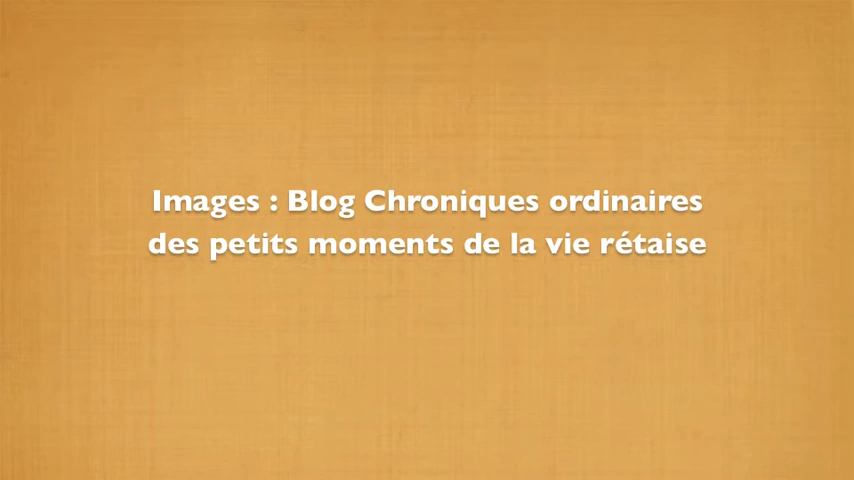 Images : Blog Chroniques ordinaires
des petits moments de la vie rétaise